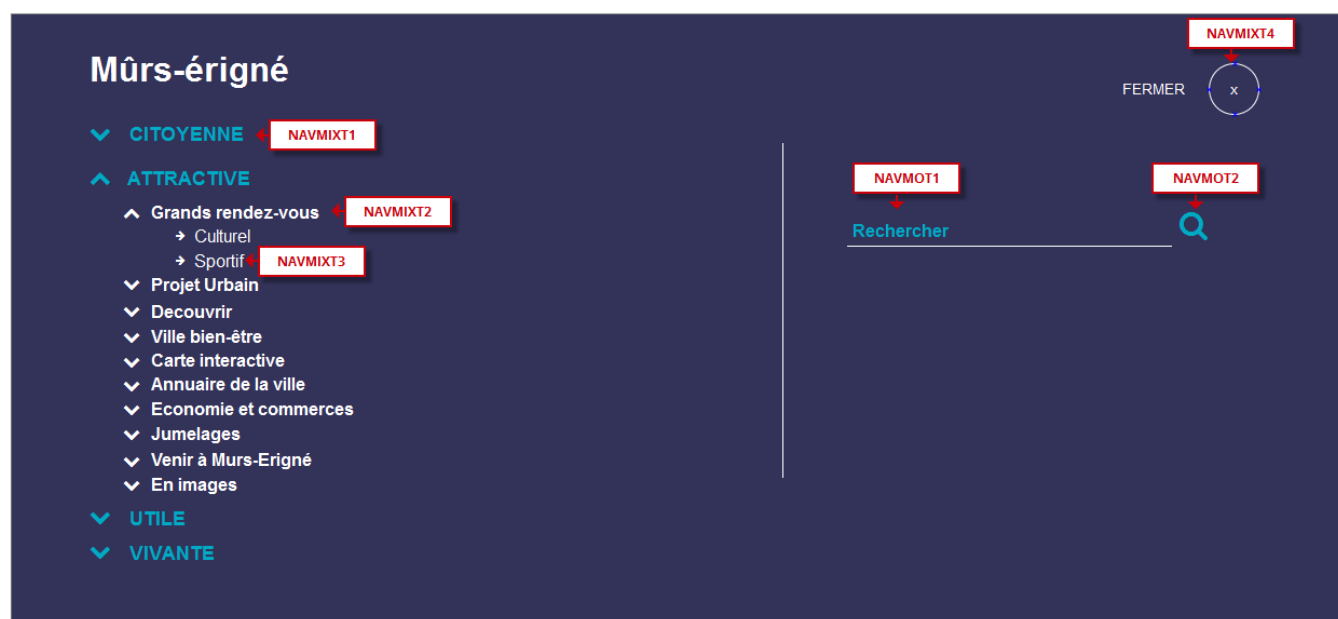 NAVMIXT4
Mûrs-érigné
FERMER x
CITOYENNE NAVMIXT1
ATTRACTIVE
Grands rendez-vous NAVMIXT2
Culturel
Sportif NAVMIXT3
Projet Urbain
Decouvrir
Ville bien-être
Carte interactive
Annuaire de la ville
Economie et commerces
Jumelages
Venir à Murs-Erigné
En images
UTILE
VIVANTE
NAVMOT1 NAVMOT2
Rechercher